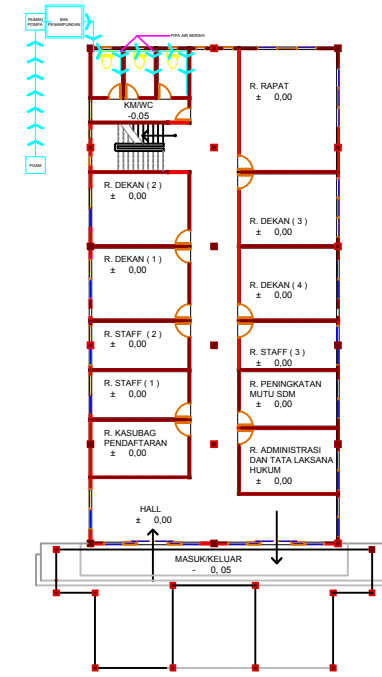 RUMAH
POMPA
BAK
PENAMPUNGAN
PIPA AIR BERSIH
PDAM
KM/WC
-0,05
R. RAPAT
± 0,00
R. DEKAN ( 2 )
± 0,00
R. DEKAN ( 3 )
± 0,00
R. DEKAN ( 1 )
± 0,00
R. DEKAN ( 4 )
± 0,00
R. STAFF ( 2 )
± 0,00
R. STAFF ( 3 )
± 0,00
R. STAFF ( 1 )
± 0,00
R. PENINGKATAN
MUTU SDM
± 0,00
R. KASUBAG
PENDAFTARAN
± 0,00
R. ADMINISTRASI
DAN TATA LAKSANA
HUKUM
± 0,00
HALL
± 0,00
MASUK/KELUAR
- 0, 05